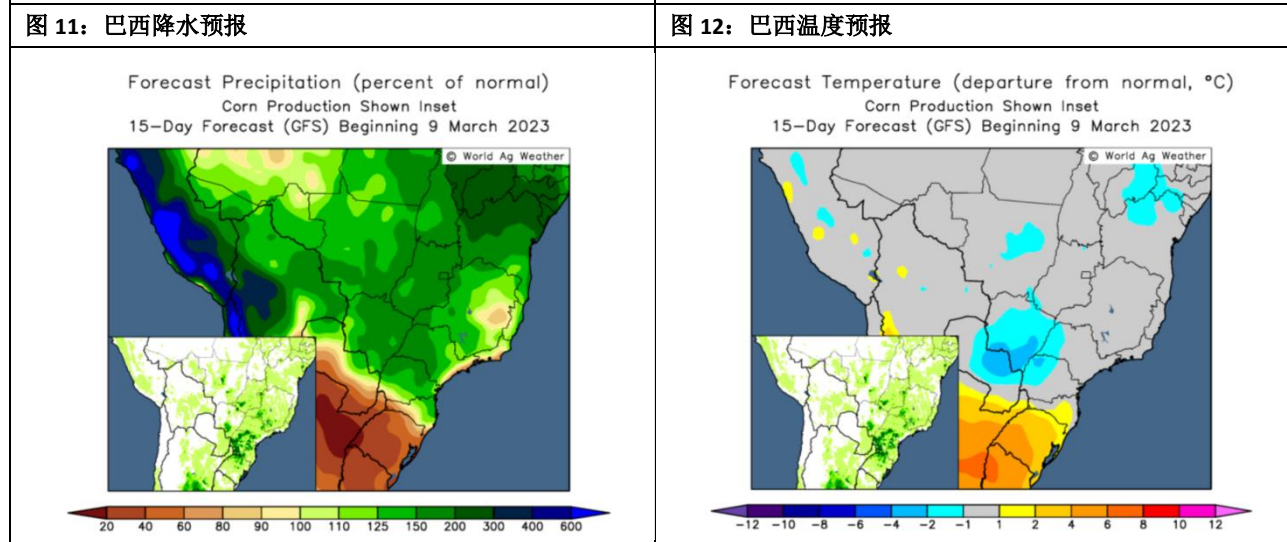 图 11：巴西降水预报
Forecast Precipitation (percent of normal)
Corn Production Shown Inset
15-Day Forecast (GFS) Beginning 9 March 2023
© World Ag Weather
20 40 60 80 90 100 110 125 150 200 300 400 600
图 12：巴西温度预报
Forecast Temperature (departure from normal, °C)
Corn Production Shown Inset
15-Day Forecast (GFS) Beginning 9 March 2023
© World Ag Weather
-12 -10 -8 -6 -4 -2 -1 1 2 4 6 8 10 12